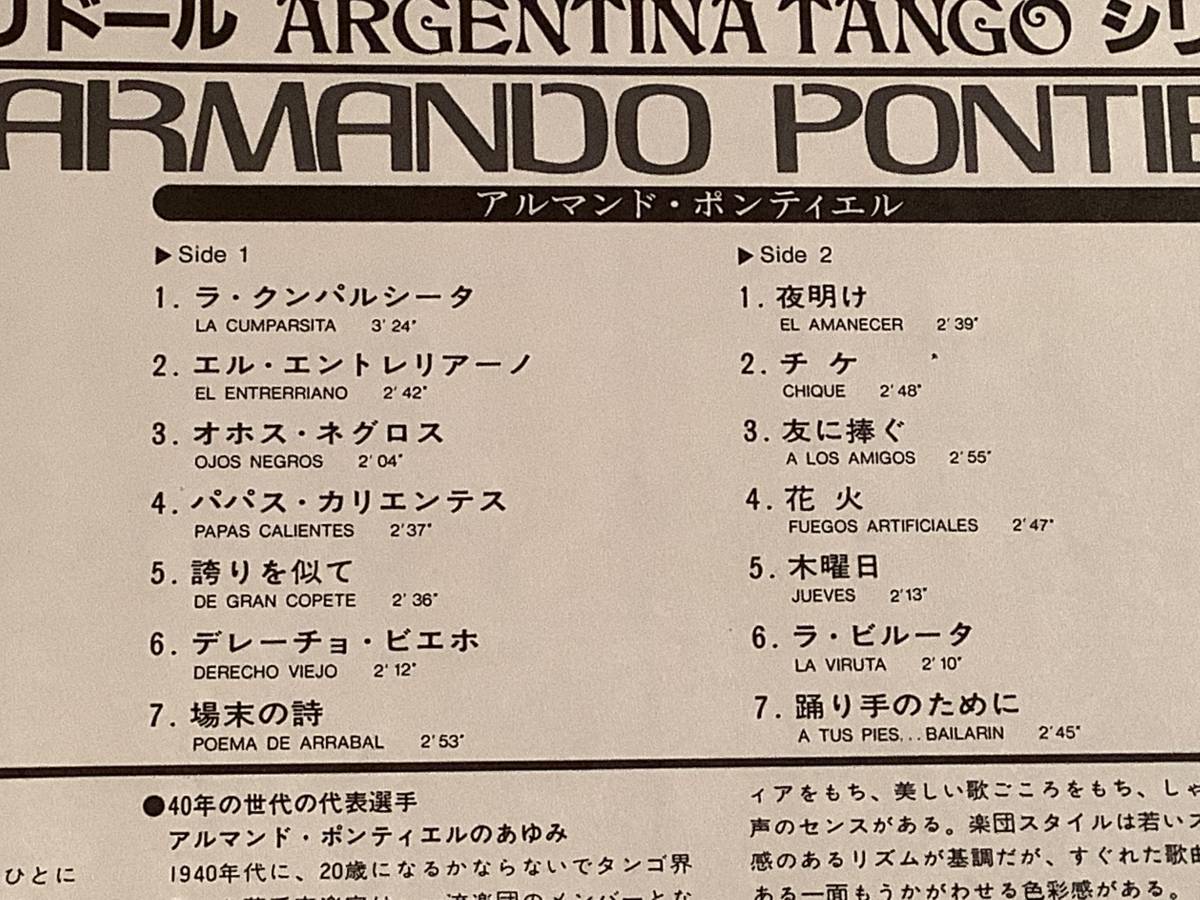 リドール ARGENTINA TANGO シリ
ARMANDO PONTIE
アルマンド・ポンティエル
▶Side 1
1. ラ・クンパルシータ
LA CUMPARSITA 3′24″
2. エル・エントレリアーノ
EL ENTRERRIANO 2′42″
3. オホス・ネグロス
OJOS NEGROS 2′04″
4. パパス・カリエンテス
PAPAS CALIENTES 2′37″
5. 誇りを似て
DE GRAN COPETE 2′36″
6. デレーチョ・ビエホ
DERECHO VIEJO 2′12″
7. 場末の詩
POEMA DE ARRABAL 2′53″
▶Side 2
1. 夜明け
EL AMANECER 2′39″
2. チケ
CHIQUE 2′48″
3. 友に捧ぐ
A LOS AMIGOS 2′55″
4. 花火
FUEGOS ARTIFICIALES 2′47″
5. 木曜日
JUEVES 2′13″
6. ラ・ビルータ
LA VIRUTA 2′10″
7. 踊り手のために
A TUS PIES...BAILARIN 2′45″
ひとに
●40年の世代の代表選手
アルマンド・ポンティエルのあゆみ
1940年代に、20歳になるかならないでタンゴ界
流楽団のメンバーとな
ィアをもち、美しい歌ごころをもち、しゃ
声のセンスがある。楽団スタイルは若いス
感のあるリズムが基調だが、すぐれた歌曲
ある一面もうかがわせる色彩感がある。